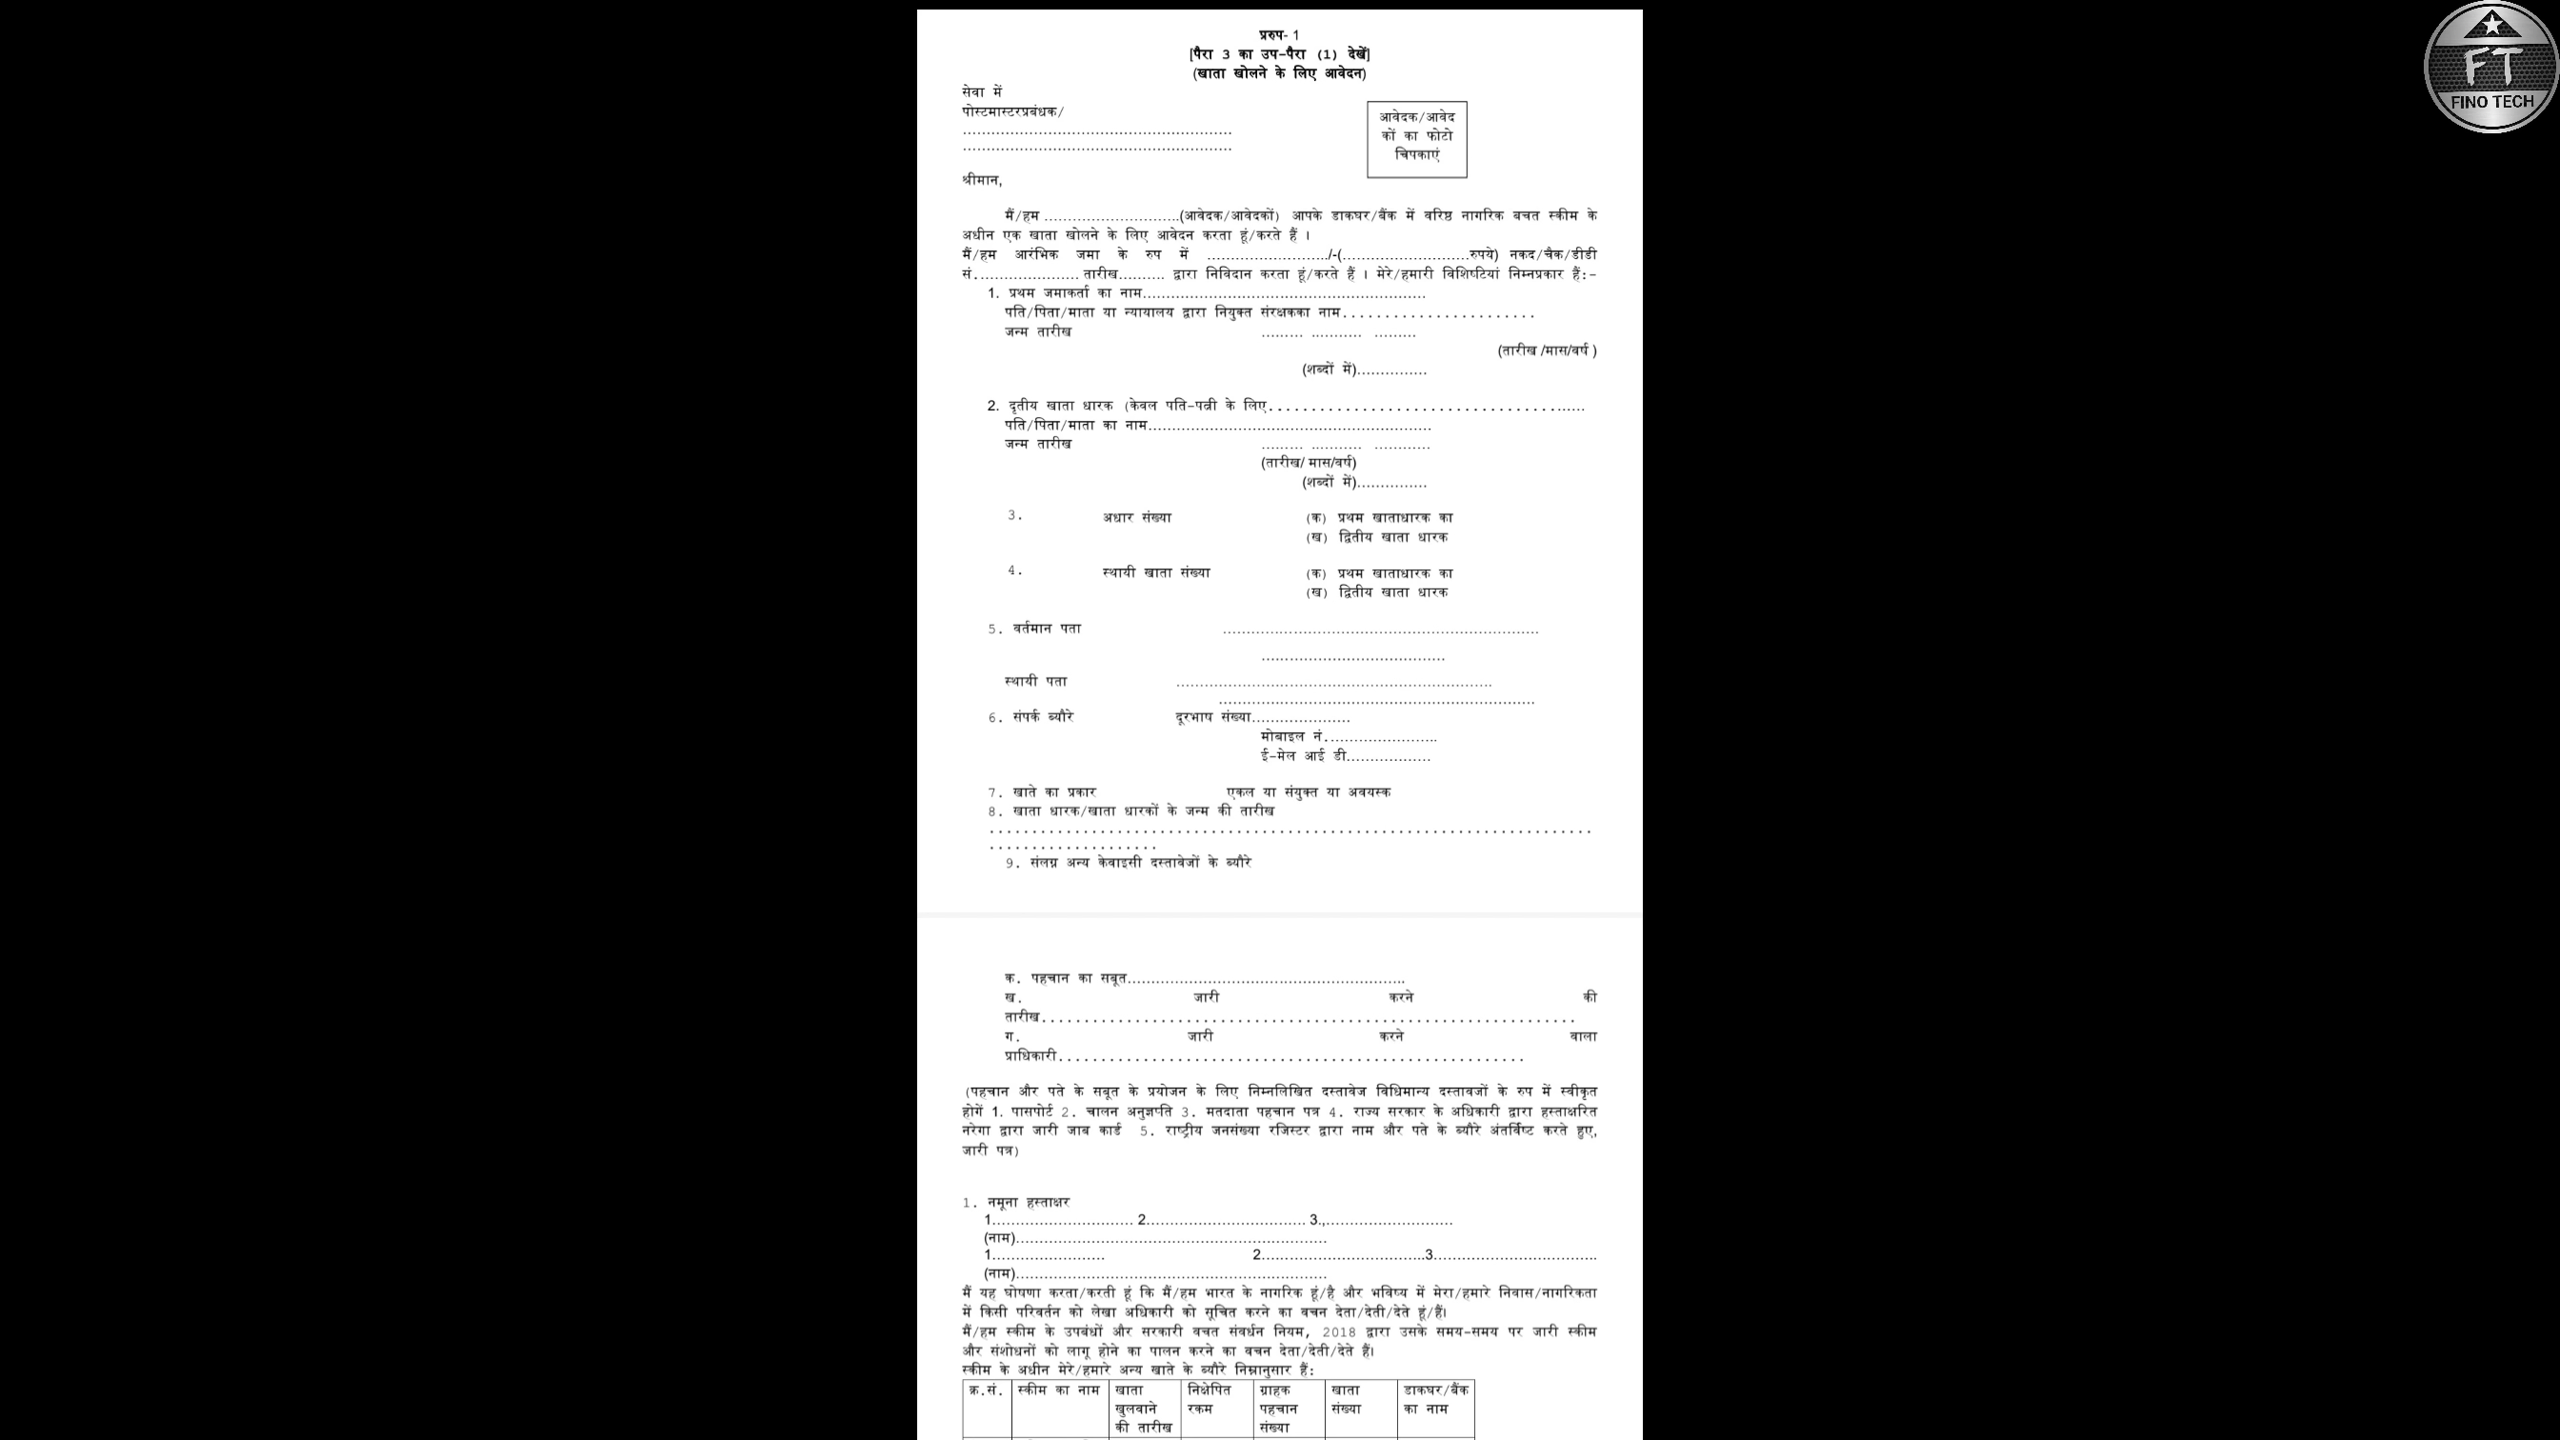 FT
FINO TECH
प्ररुप- 1
[पैरा 3 का उप-पैरा (1) देखें]
(खाता खोलने के लिए आवेदन)
सेवा में
पोस्टमास्टरप्रबंधक/
.........................................................
.........................................................
आवेदक/आवेद
कों का फोटो
चिपकाएं
श्रीमान,
मैं/हम .............................(आवेदक/आवेदकों) आपके डाकघर/बैंक में वरिष्ठ नागरिक बचत स्कीम के
अधीन एक खाता खोलने के लिए आवेदन करता हूं/करते हैं ।
मैं/हम आरंभिक जमा के रुप में ........................./-(...........................रुपये) नकद/चैक/डीडी
सं...................... तारीख.......... द्वारा निविदान करता हूं/करते हैं । मेरे/हमारी विशिष्टियां निम्नप्रकार हैं:-
1. प्रथम जमाकर्ता का नाम............................................................
पति/पिता/माता या न्यायालय द्वारा नियुक्त संरक्षकका नाम.......................
जन्म तारीख ......... ........... .........
(तारीख /मास/वर्ष )
(शब्दों में)...............
2. दृतीय खाता धारक (केवल पति-पत्नी के लिए........................................
पति/पिता/माता का नाम............................................................
जन्म तारीख ......... ........... ............
(तारीख/ मास/वर्ष)
(शब्दों में)...............
3. अधार संख्या (क) प्रथम खाताधारक का
(ख) द्वितीय खाता धारक
4. स्थायी खाता संख्या (क) प्रथम खाताधारक का
(ख) द्वितीय खाता धारक
5. वर्तमान पता ...................................................................
.......................................
स्थायी पता ...................................................................
...................................................................
6. संपर्क ब्यौरे दूरभाष संख्या.....................
मोबाइल नं........................
ई-मेल आई डी..................
7. खाते का प्रकार एकल या संयुक्त या अवयस्क
8. खाता धारक/खाता धारकों के जन्म की तारीख
.......................................................................
....................
9. संलग्न अन्य केवाइसी दस्तावेजों के ब्यौरे
क. पहचान का सबूत...........................................................
ख. जारी करने की
तारीख...............................................................
ग. जारी करने वाला
प्राधिकारी.......................................................
(पहचान और पते के सबूत के प्रयोजन के लिए निम्नलिखित दस्तावेज विधिमान्य दस्तावजों के रुप में स्वीकृत
होगें 1. पासपोर्ट 2. चालन अनुज्ञप्ति 3. मतदाता पहचान पत्र 4. राज्य सरकार के अधिकारी द्वारा हस्ताक्षरित
नरेगा द्वारा जारी जाब कार्ड 5. राष्ट्रीय जनसंख्या रजिस्टर द्वारा नाम और पते के ब्यौरे अंतर्विष्ट करते हुए,
जारी पत्र)
1. नमूना हस्ताक्षर
1.............................. 2.................................. 3.,...........................
(नाम)..................................................................
1........................ 2...................................3...................................
(नाम)..................................................................
मैं यह घोषणा करता/करती हूं कि मैं/हम भारत के नागरिक हूं/है और भविष्य में मेरा/हमारे निवास/नागरिकता
में किसी परिवर्तन को लेखा अधिकारी को सूचित करने का वचन देता/देती/देते हूं/हैं।
मैं/हम स्कीम के उपबंधों और सरकारी वचत संवर्धन नियम, 2018 द्वारा उसके समय-समय पर जारी स्कीम
और संशोधनों को लागू होने का पालन करने का वचन देता/देती/देते हैं।
स्कीम के अधीन मेरे/हमारे अन्य खाते के ब्यौरे निम्नानुसार हैं:
क्र.सं. स्कीम का नाम खाता निक्षेपित ग्राहक खाता डाकघर/बैंक
खुलवाने रकम पहचान संख्या का नाम
की तारीख संख्या